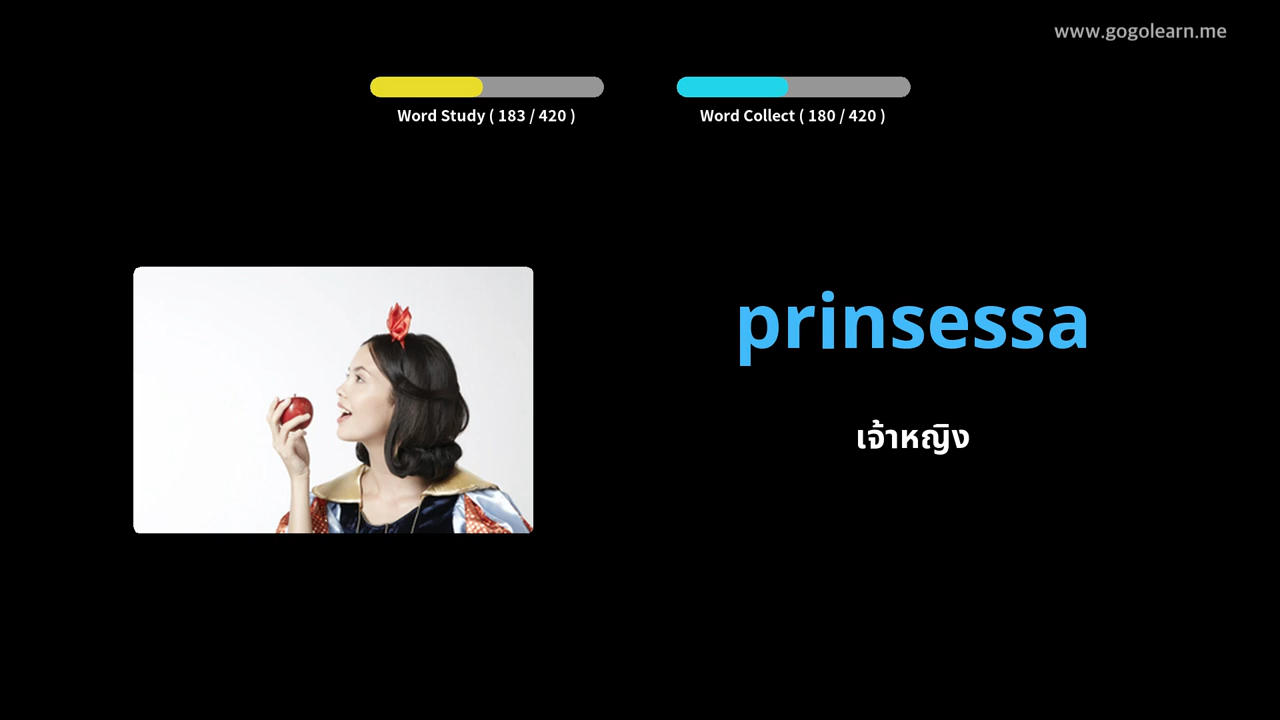 www.gogolearn.me
Word Study ( 183 / 420 )
Word Collect ( 180 / 420 )
prinsessa
เจ้าหญิง